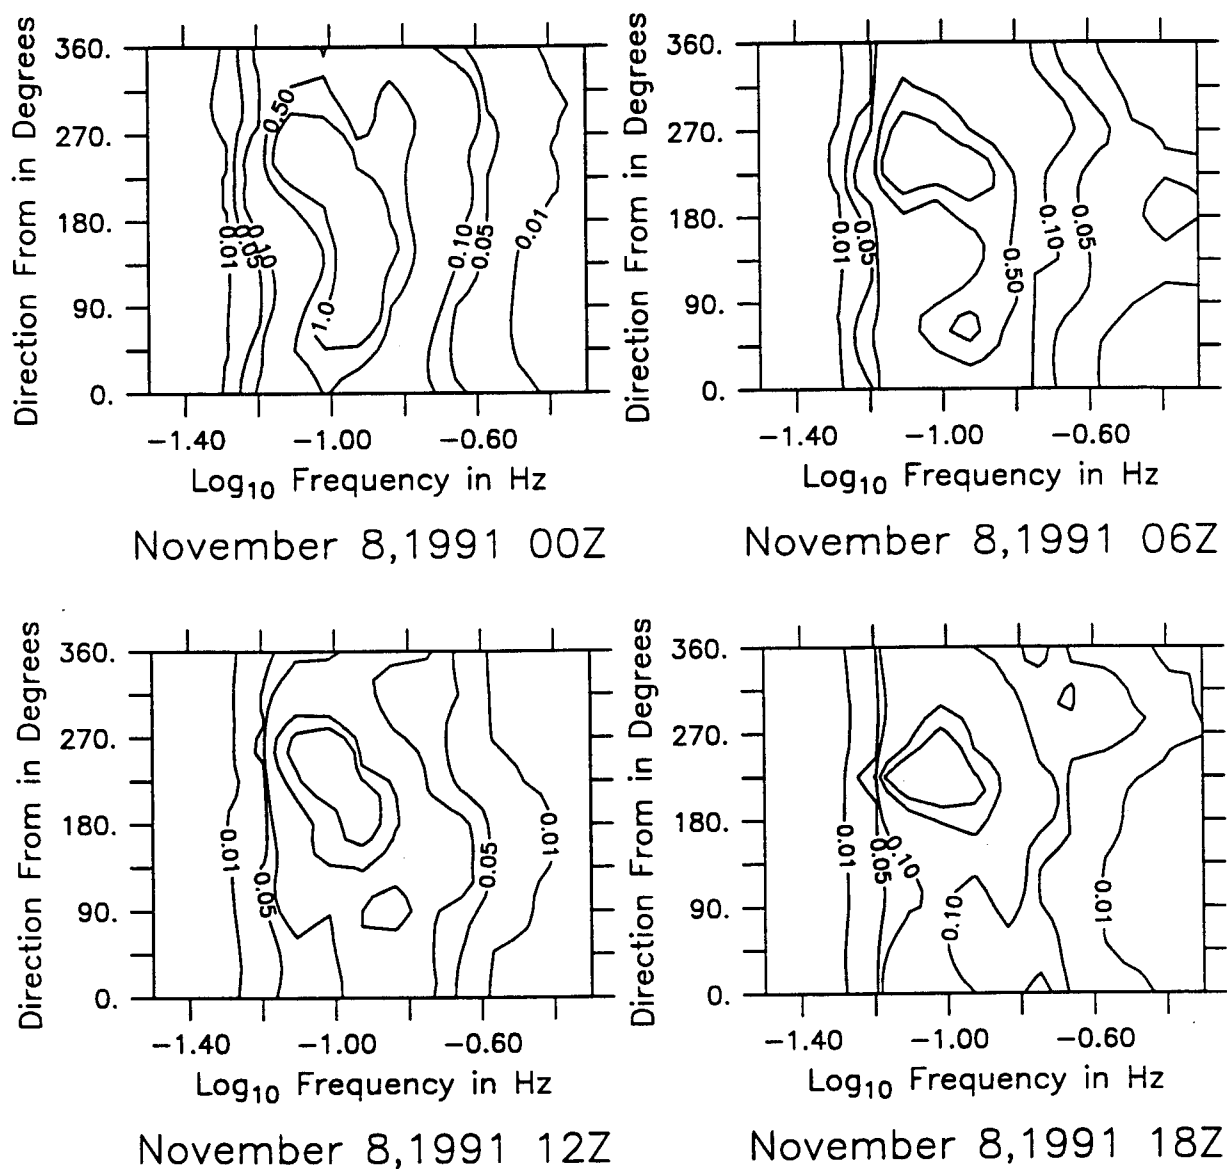 Direction From in Degrees
360.
270.
180.
90.
0.
0.50
0.01
0.05
0.10
1.0
0.10
0.05
0.01
−1.40 −1.00 −0.60
Log10 Frequency in Hz
November 8,1991 00Z
Direction From in Degrees
360.
270.
180.
90.
0.
0.01
0.05
0.50
0.10
0.05
−1.40 −1.00 −0.60
Log10 Frequency in Hz
November 8,1991 06Z
Direction From in Degrees
360.
270.
180.
90.
0.
0.01
0.05
0.05
0.01
−1.40 −1.00 −0.60
Log10 Frequency in Hz
November 8,1991 12Z
Direction From in Degrees
360.
270.
180.
90.
0.
0.01
0.05
0.10
0.10
0.01
−1.40 −1.00 −0.60
Log10 Frequency in Hz
November 8,1991 18Z